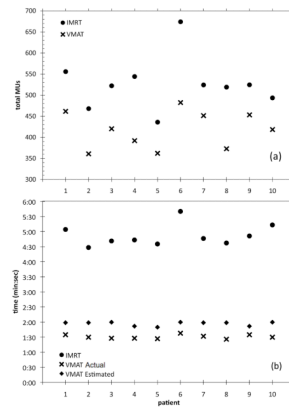 700
650
600
550
500
450
400
350
300
total MUs
IMRT
VMAT
(a)
1 2 3 4 5 6 7 8 9 10
6:00
5:30
5:00
4:30
4:00
3:30
3:00
2:30
2:00
1:30
1:00
0:30
0:00
time (min:sec)
IMRT
VMAT Actual
VMAT Estimated
(b)
1 2 3 4 5 6 7 8 9 10
patient